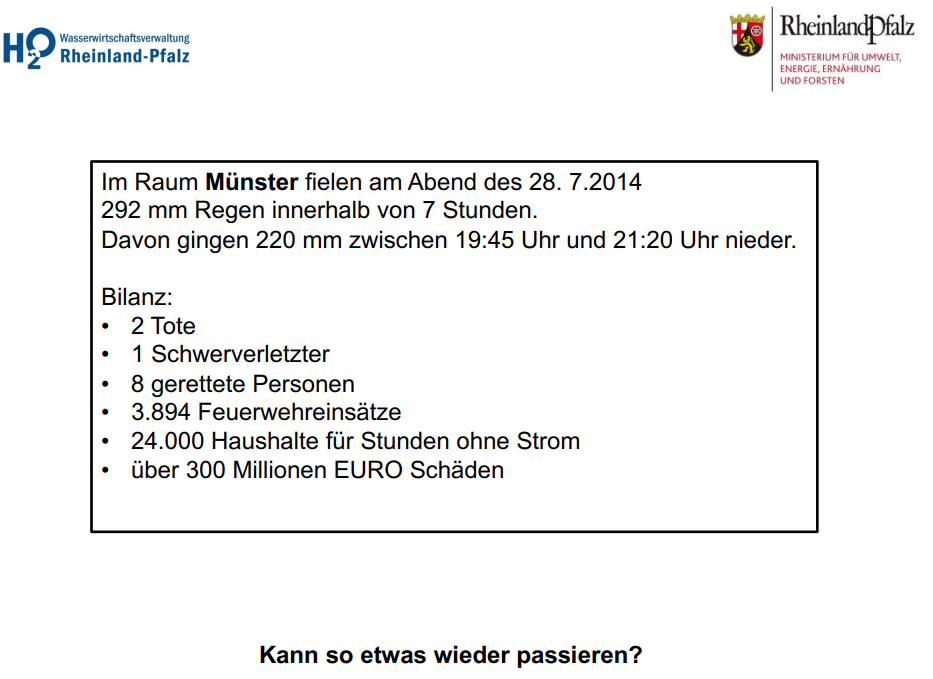 H2O Wasserwirtschaftsverwaltung
Rheinland-Pfalz
RheinlandPfalz
MINISTERIUM FÜR UMWELT,
ENERGIE, ERNÄHRUNG
UND FORSTEN
Im Raum Münster fielen am Abend des 28. 7.2014
292 mm Regen innerhalb von 7 Stunden.
Davon gingen 220 mm zwischen 19:45 Uhr und 21:20 Uhr nieder.
Bilanz:
• 2 Tote
• 1 Schwerverletzter
• 8 gerettete Personen
• 3.894 Feuerwehreinsätze
• 24.000 Haushalte für Stunden ohne Strom
• über 300 Millionen EURO Schäden
Kann so etwas wieder passieren?